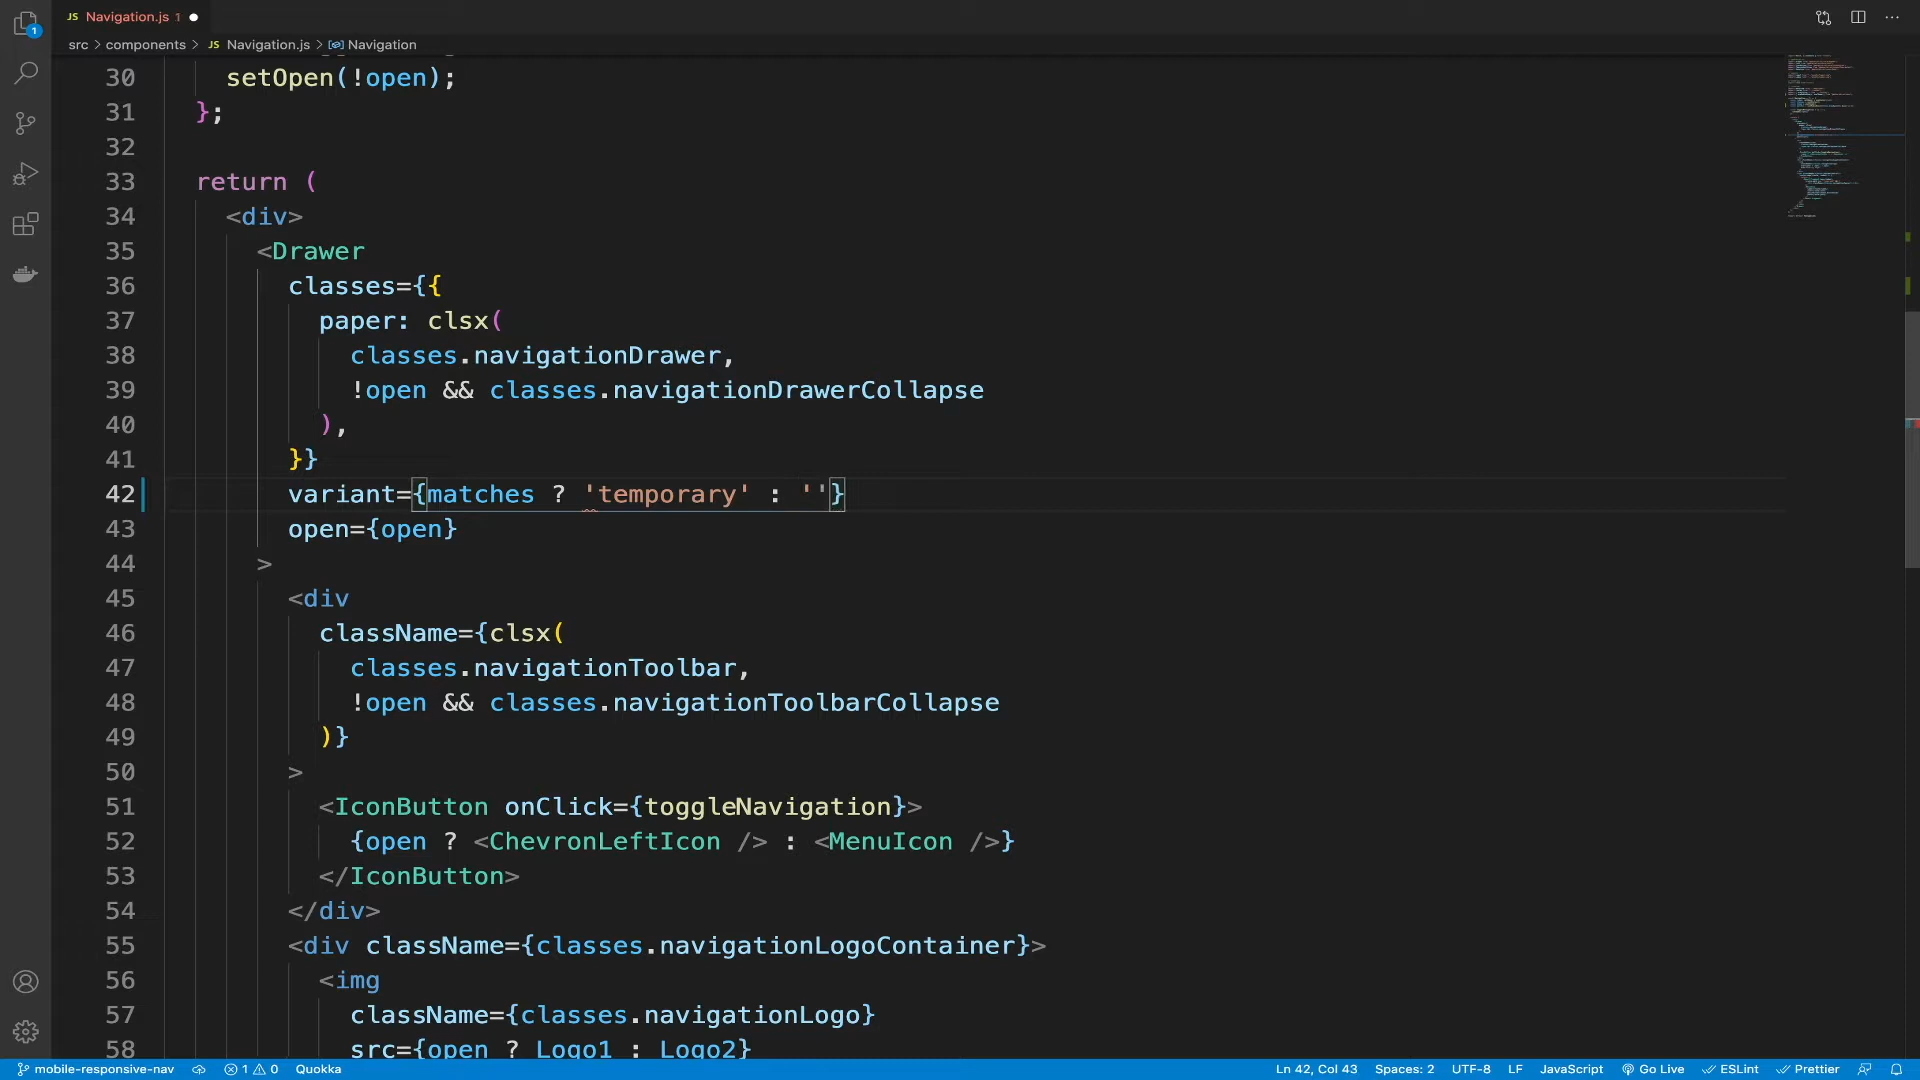 1
JS Navigation.js 1
src > components > JS Navigation.js > Navigation
30 setOpen(!open);
31 };
32
33 return (
34 <div>
35 <Drawer
36 classes={{
37 paper: clsx(
38 classes.navigationDrawer,
39 !open && classes.navigationDrawerCollapse
40 ),
41 }}
42 variant={matches ? 'temporary' : ''}
43 open={open}
44 >
45 <div
46 className={clsx(
47 classes.navigationToolbar,
48 !open && classes.navigationToolbarCollapse
49 )}
50 >
51 <IconButton onClick={toggleNavigation}>
52 {open ? <ChevronLeftIcon /> : <MenuIcon />}
53 </IconButton>
54 </div>
55 <div className={classes.navigationLogoContainer}>
56 <img
57 className={classes.navigationLogo}
58 src={open ? Logo1 : Logo2}
mobile-responsive-nav 1 0 Quokka Ln 42, Col 43 Spaces: 2 UTF-8 LF JavaScript Go Live ESLint Prettier